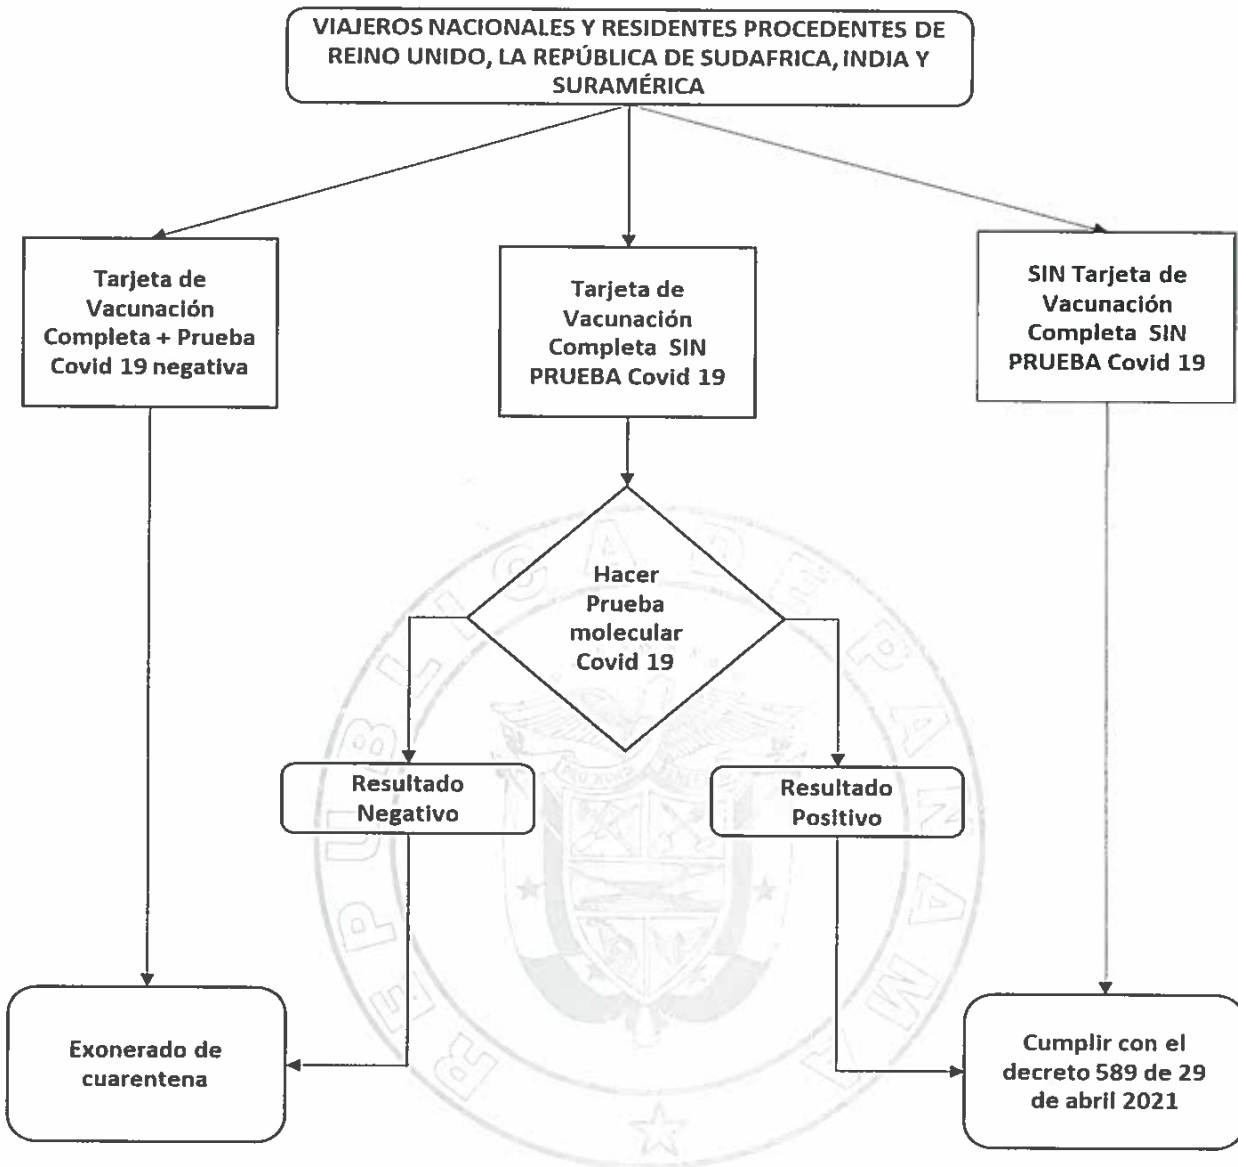 VIAJEROS NACIONALES Y RESIDENTES PROCEDENTES DE
REINO UNIDO, LA REPÚBLICA DE SUDAFRICA, INDIA Y
SURAMÉRICA
Tarjeta de
Vacunación
Completa + Prueba
Covid 19 negativa
Tarjeta de
Vacunación
Completa SIN
PRUEBA Covid 19
SIN Tarjeta de
Vacunación
Completa SIN
PRUEBA Covid 19
Hacer
Prueba
molecular
Covid 19
Resultado
Negativo
Resultado
Positivo
Exonerado de
cuarentena
Cumplir con el
decreto 589 de 29
de abril 2021
REPUBLICA DE PANAMA